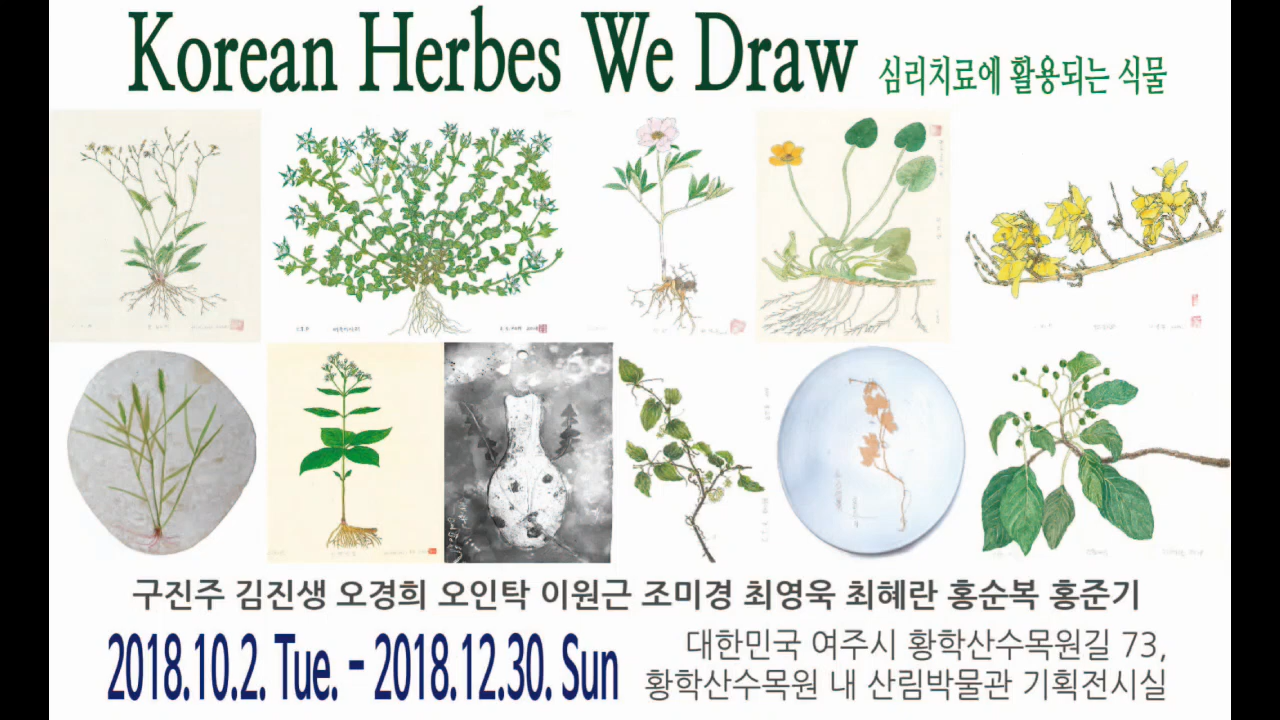 Korean Herbes We Draw 심리치료에 활용되는 식물
구진주 김진생 오경희 오인탁 이원근 조미경 최영욱 최혜란 홍순복 홍준기
2018.10.2. Tue. - 2018.12.30. Sun
대한민국 여주시 황학산수목원길 73,
황학산수목원 내 산림박물관 기획전시실